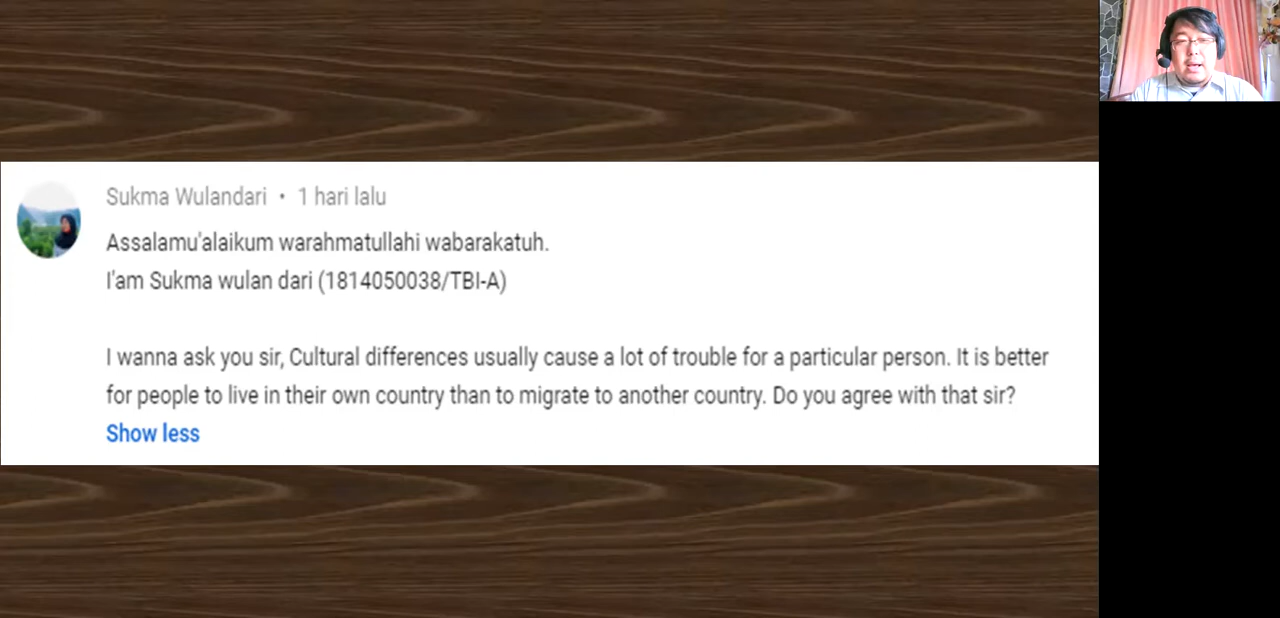 Sukma Wulandari • 1 hari lalu
Assalamu'alaikum warahmatullahi wabarakatuh.
I'am Sukma wulan dari (1814050038/TBI-A)
I wanna ask you sir, Cultural differences usually cause a lot of trouble for a particular person. It is better
for people to live in their own country than to migrate to another country. Do you agree with that sir?
Show less